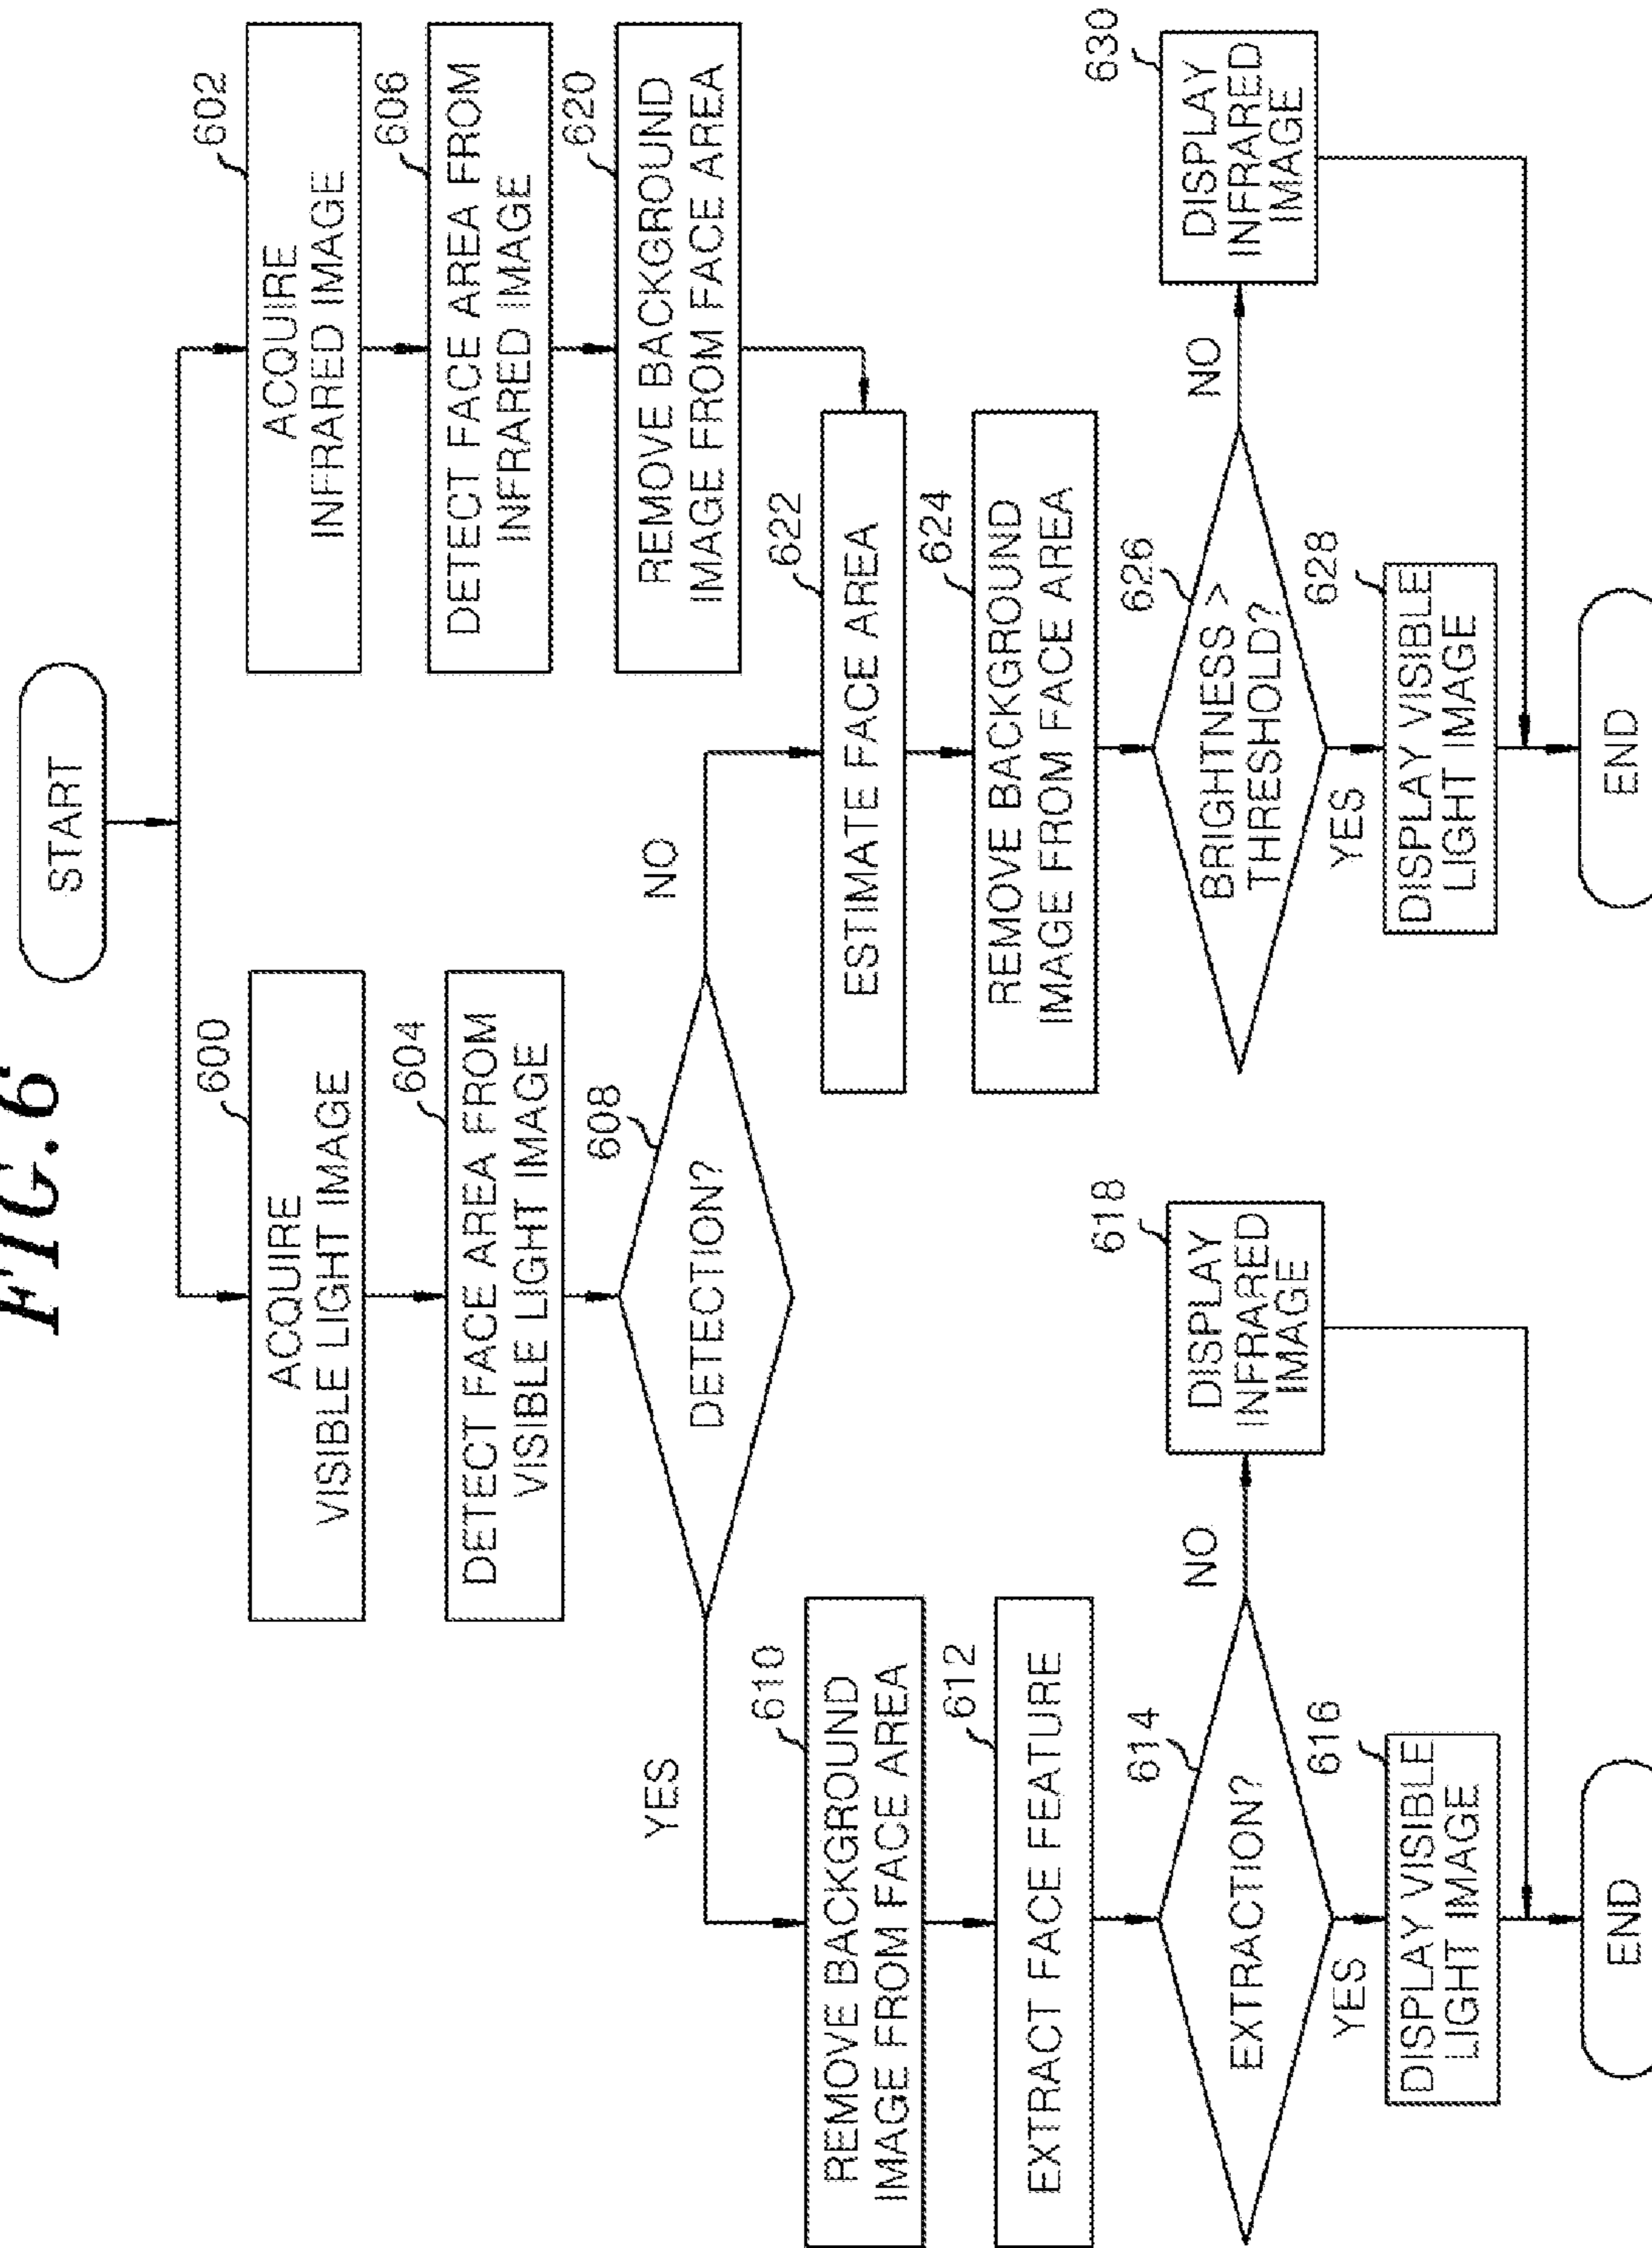 FIG.6
START
600
ACQUIRE
VISIBLE LIGHT IMAGE
602
ACQUIRE
INFRARED IMAGE
604
DETECT FACE AREA FROM
VISIBLE LIGHT IMAGE
606
DETECT FACE AREA FROM
INFRARED IMAGE
608
DETECTION?
620
REMOVE BACKGROUND
IMAGE FROM FACE AREA
YES
NO
610
REMOVE BACKGROUND
IMAGE FROM FACE AREA
622
ESTIMATE FACE AREA
612
EXTRACT FACE FEATURE
624
REMOVE BACKGROUND
IMAGE FROM FACE AREA
614
EXTRACTION?
NO
618
DISPLAY
INFRARED
IMAGE
626
BRIGHTNESS >
THRESHOLD?
NO
630
DISPLAY
INFRARED
IMAGE
YES
616
DISPLAY VISIBLE
LIGHT IMAGE
YES
628
DISPLAY VISIBLE
LIGHT IMAGE
END
END